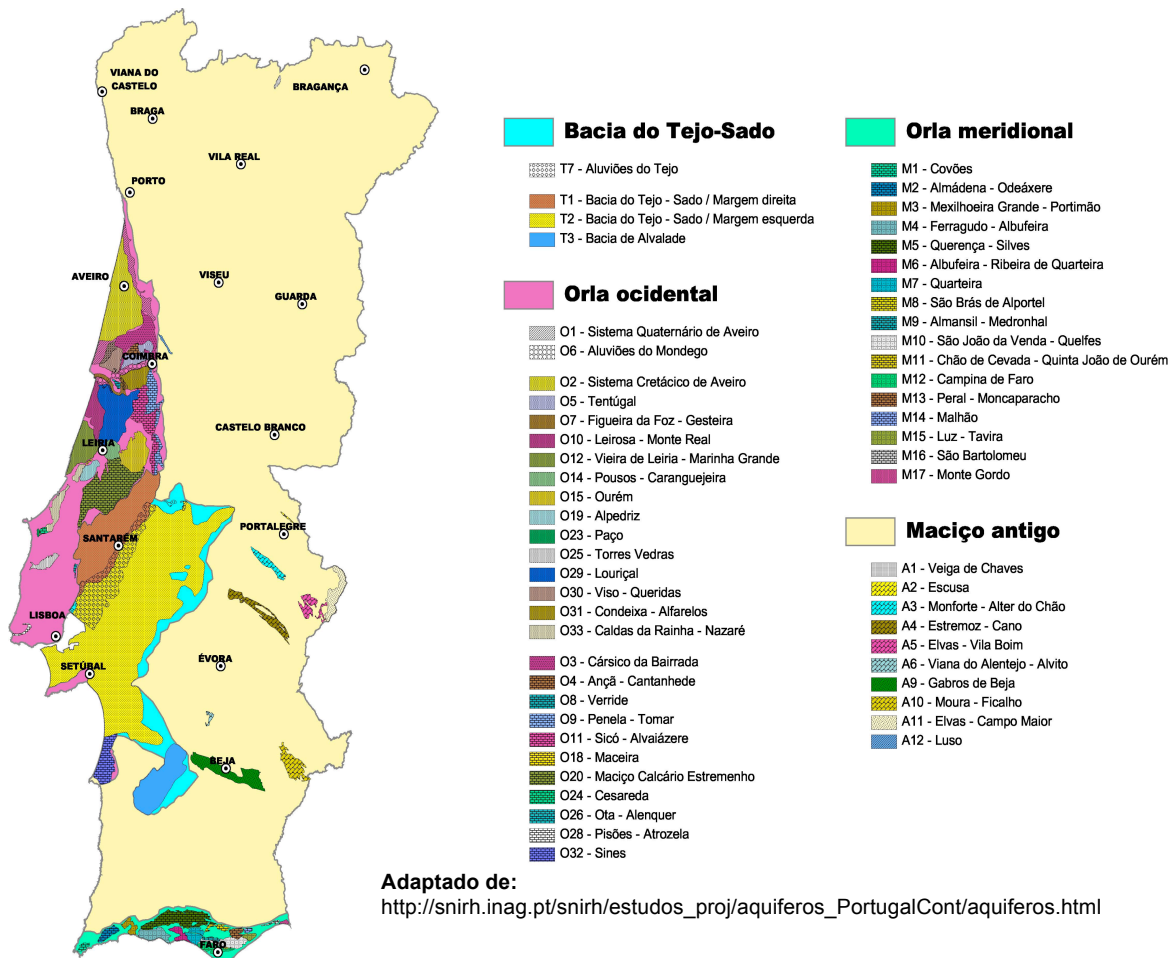 VIANA DO
CASTELO
BRAGANÇA
BRAGA
VILA REAL
PORTO
AVEIRO
VISEU
GUARDA
COIMBRA
CASTELO BRANCO
LEIRIA
PORTALEGRE
SANTARÉM
LISBOA
ÉVORA
SETÚBAL
BEJA
FARO
Bacia do Tejo-Sado
T7 - Aluviões do Tejo
T1 - Bacia do Tejo - Sado / Margem direita
T2 - Bacia do Tejo - Sado / Margem esquerda
T3 - Bacia de Alvalade
Orla ocidental
O1 - Sistema Quaternário de Aveiro
O6 - Aluviões do Mondego
O2 - Sistema Cretácico de Aveiro
O5 - Tentúgal
O7 - Figueira da Foz - Gesteira
O10 - Leirosa - Monte Real
O12 - Vieira de Leiria - Marinha Grande
O14 - Pousos - Caranguejeira
O15 - Ourém
O19 - Alpedriz
O23 - Paço
O25 - Torres Vedras
O29 - Louriçal
O30 - Viso - Queridas
O31 - Condeixa - Alfarelos
O33 - Caldas da Rainha - Nazaré
O3 - Cársico da Bairrada
O4 - Ançã - Cantanhede
O8 - Verride
O9 - Penela - Tomar
O11 - Sicó - Alvaiázere
O18 - Maceira
O20 - Maciço Calcário Estremenho
O24 - Cesareda
O26 - Ota - Alenquer
O28 - Pisões - Atrozela
O32 - Sines
Orla meridional
M1 - Covões
M2 - Almádena - Odeáxere
M3 - Mexilhoeira Grande - Portimão
M4 - Ferragudo - Albufeira
M5 - Querença - Silves
M6 - Albufeira - Ribeira de Quarteira
M7 - Quarteira
M8 - São Brás de Alportel
M9 - Almansil - Medronhal
M10 - São João da Venda - Quelfes
M11 - Chão de Cevada - Quinta João de Ourém
M12 - Campina de Faro
M13 - Peral - Moncaparacho
M14 - Malhão
M15 - Luz - Tavira
M16 - São Bartolomeu
M17 - Monte Gordo
Maciço antigo
A1 - Veiga de Chaves
A2 - Escusa
A3 - Monforte - Alter do Chão
A4 - Estremoz - Cano
A5 - Elvas - Vila Boim
A6 - Viana do Alentejo - Alvito
A9 - Gabros de Beja
A10 - Moura - Ficalho
A11 - Elvas - Campo Maior
A12 - Luso
Adaptado de:
http://snirh.inag.pt/snirh/estudos_proj/aquiferos_PortugalCont/aquiferos.html